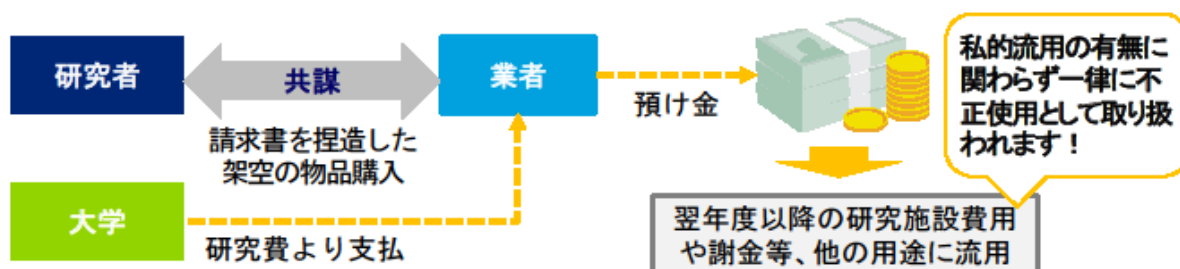 研究者
共謀
業者
請求書を捏造した
架空の物品購入
大学
研究費より支払
預け金
私的流用の有無に
関わらず一律に不
正使用として取り扱
われます！
翌年度以降の研究施設費用
や謝金等、他の用途に流用